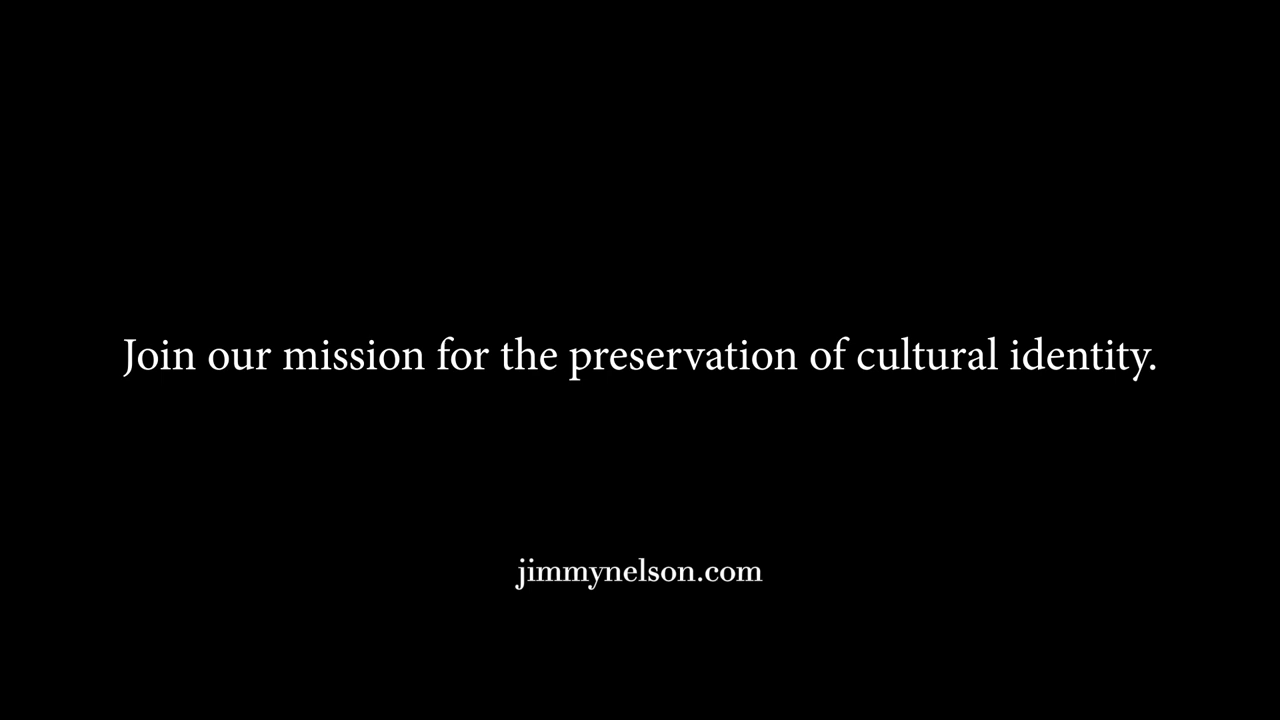 Join our mission for the preservation of cultural identity.
jimmynelson.com